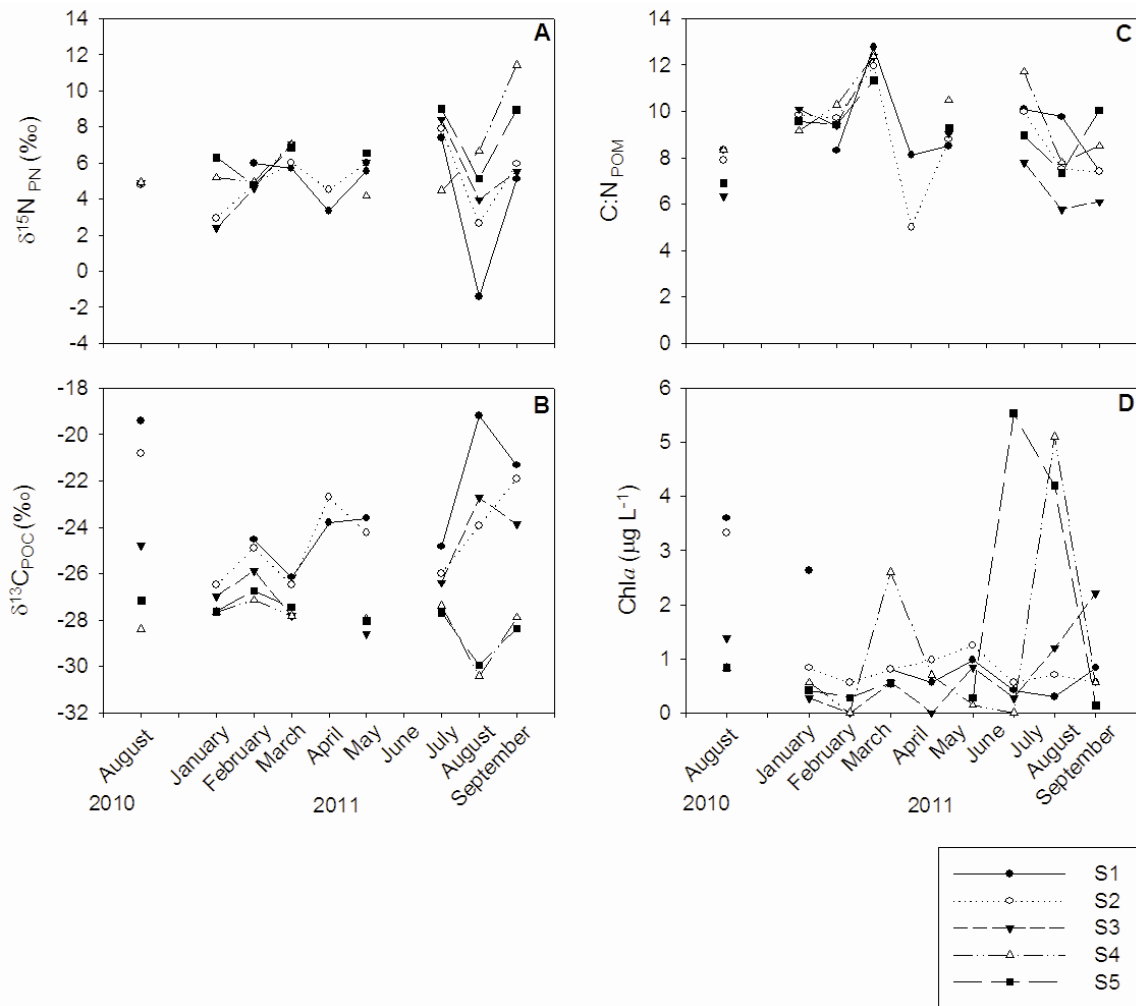 A
δ¹⁵N PN (‰)
14
12
10
8
6
4
2
0
-2
-4
C
C:N POM
14
12
10
8
6
4
2
0
B
δ¹³C POC (‰)
-18
-20
-22
-24
-26
-28
-30
-32
August
January
February
March
April
May
June
July
August
September
2010
2011
D
Chla (µg L⁻¹)
6
5
4
3
2
1
0
August
January
February
March
April
May
June
July
August
September
2010
2011
S1
S2
S3
S4
S5